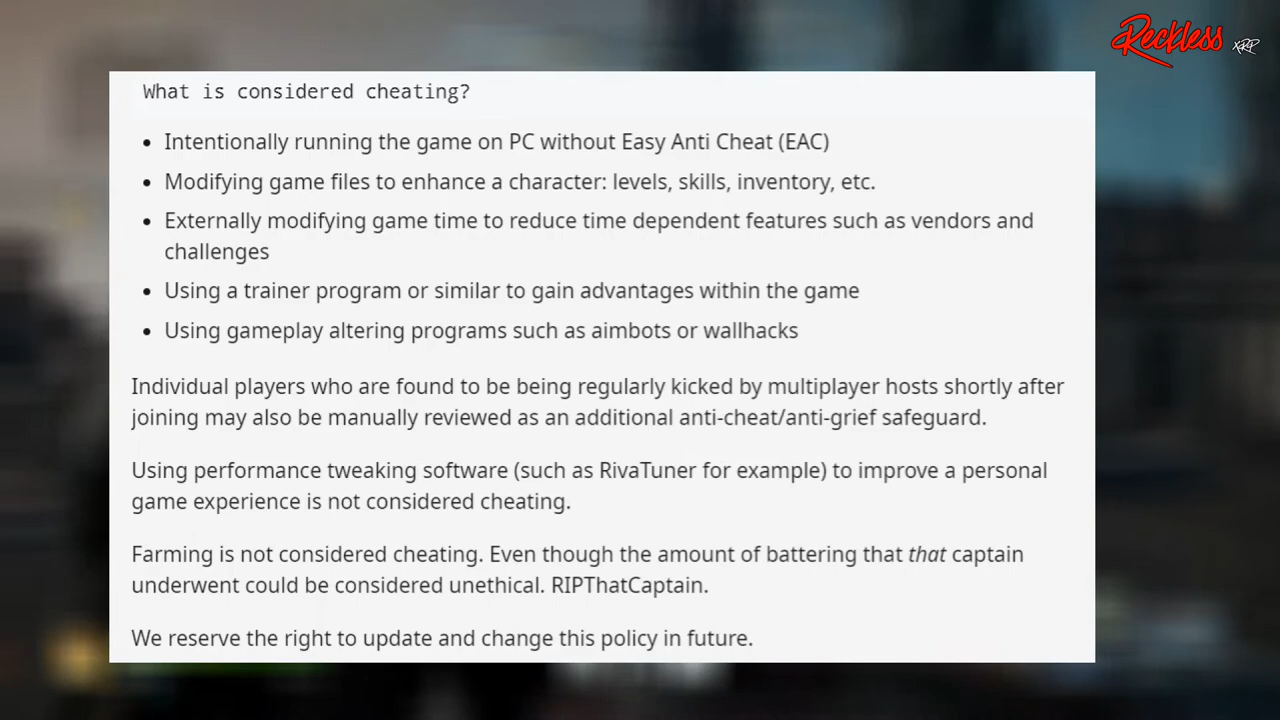 Reckless XRP
What is considered cheating?
• Intentionally running the game on PC without Easy Anti Cheat (EAC)
• Modifying game files to enhance a character: levels, skills, inventory, etc.
• Externally modifying game time to reduce time dependent features such as vendors and
challenges
• Using a trainer program or similar to gain advantages within the game
• Using gameplay altering programs such as aimbots or wallhacks
Individual players who are found to be being regularly kicked by multiplayer hosts shortly after
joining may also be manually reviewed as an additional anti-cheat/anti-grief safeguard.
Using performance tweaking software (such as RivaTuner for example) to improve a personal
game experience is not considered cheating.
Farming is not considered cheating. Even though the amount of battering that that captain
underwent could be considered unethical. RIPThatCaptain.
We reserve the right to update and change this policy in future.